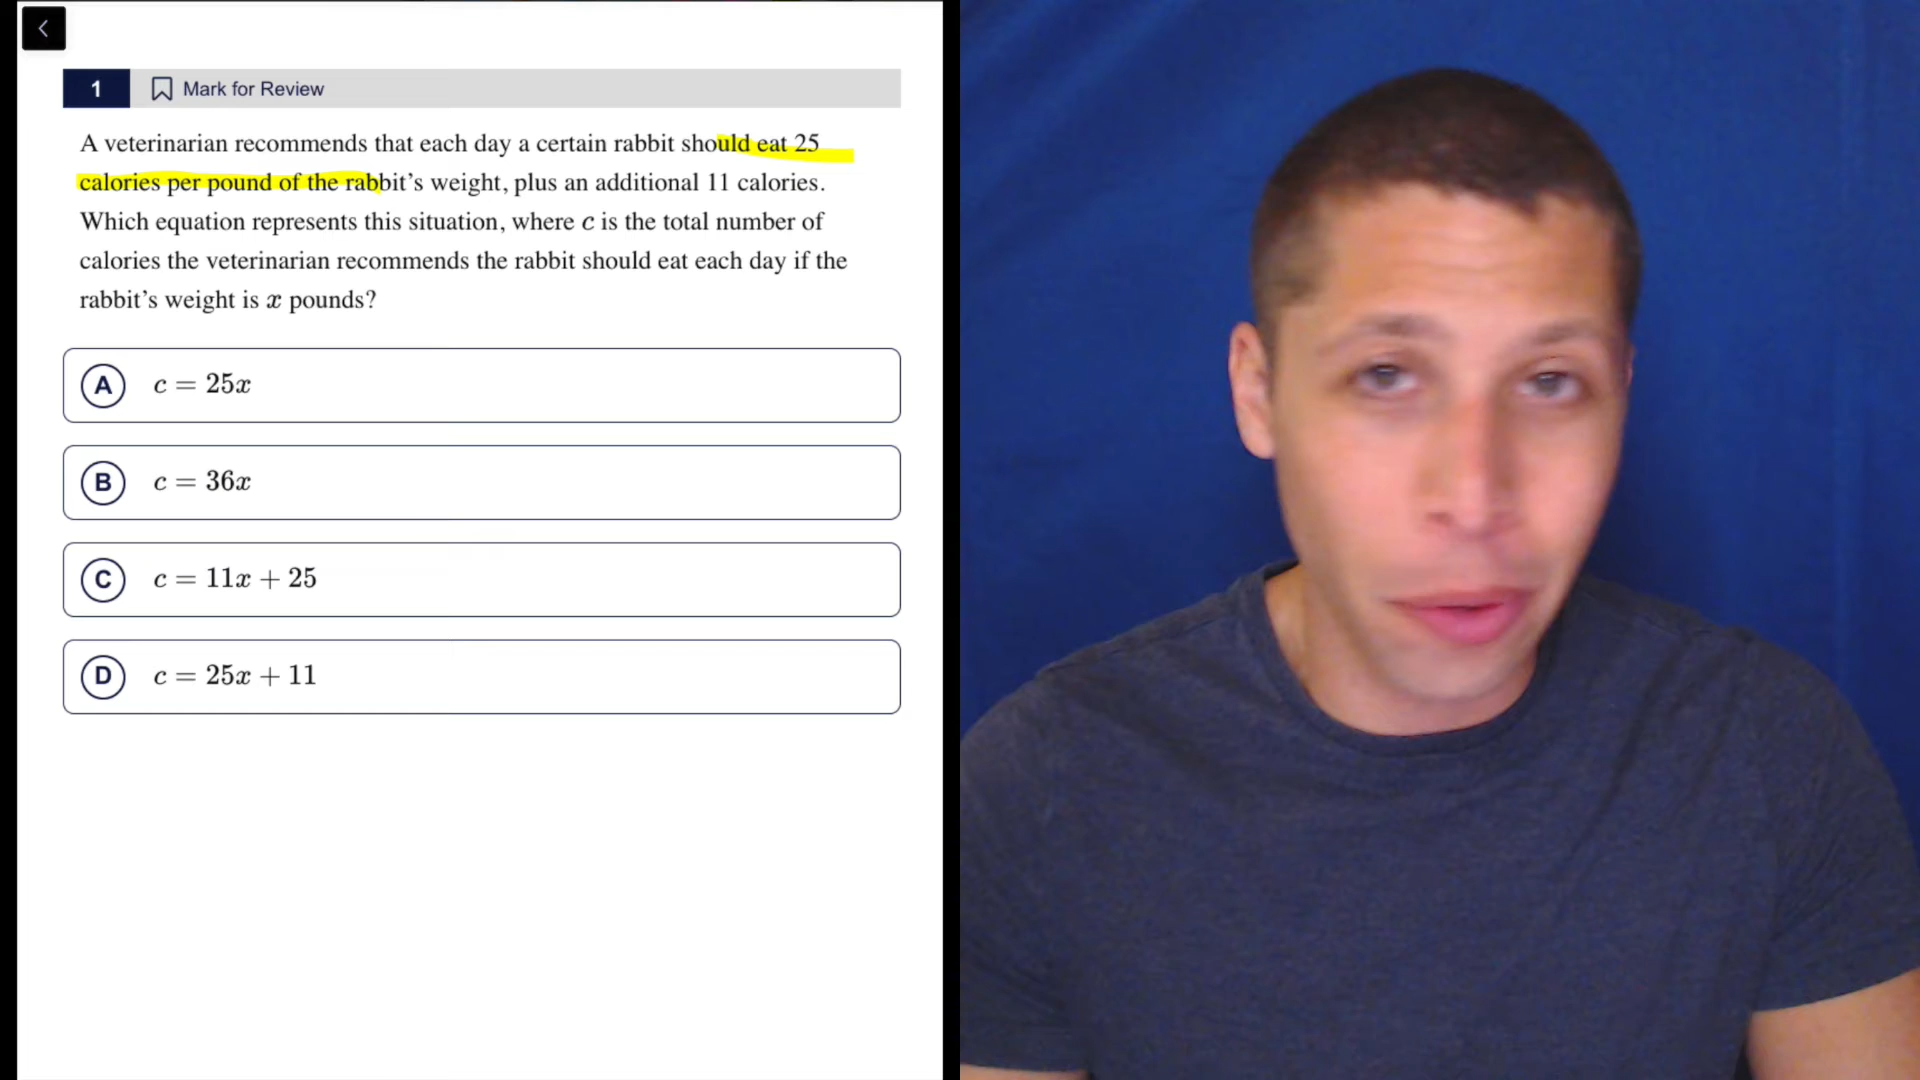 1 Mark for Review
A veterinarian recommends that each day a certain rabbit should eat 25
calories per pound of the rabbit’s weight, plus an additional 11 calories.
Which equation represents this situation, where c is the total number of
calories the veterinarian recommends the rabbit should eat each day if the
rabbit’s weight is x pounds?
A c = 25x
B c = 36x
C c = 11x + 25
D c = 25x + 11